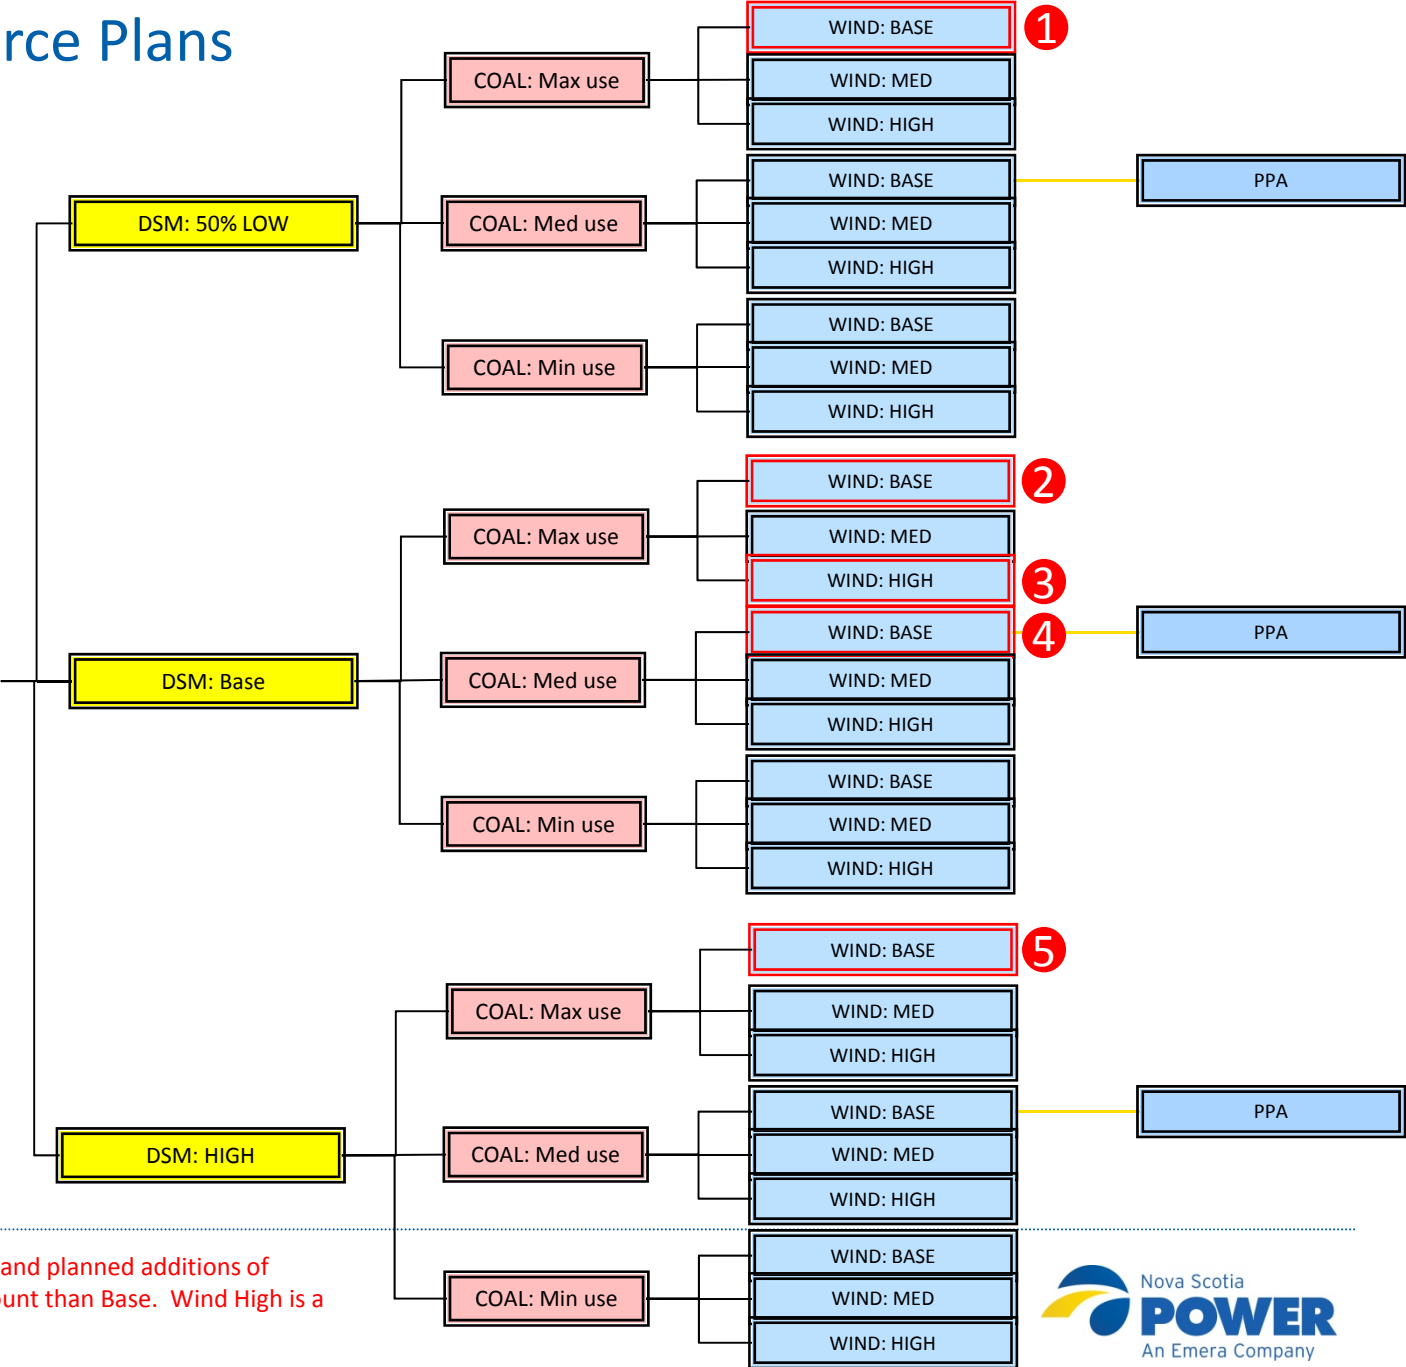 rce Plans
WIND: BASE
1
COAL: Max use
WIND: MED
WIND: HIGH
WIND: BASE
PPA
DSM: 50% LOW
COAL: Med use
WIND: MED
WIND: HIGH
WIND: BASE
COAL: Min use
WIND: MED
WIND: HIGH
WIND: BASE
2
COAL: Max use
WIND: MED
WIND: HIGH
3
WIND: BASE
4
PPA
DSM: Base
COAL: Med use
WIND: MED
WIND: HIGH
WIND: BASE
COAL: Min use
WIND: MED
WIND: HIGH
WIND: BASE
5
COAL: Max use
WIND: MED
WIND: HIGH
WIND: BASE
PPA
DSM: HIGH
COAL: Med use
WIND: MED
WIND: HIGH
WIND: BASE
COAL: Min use
WIND: MED
WIND: HIGH
and planned additions of
ount than Base. Wind High is a
Nova Scotia
POWER
An Emera Company